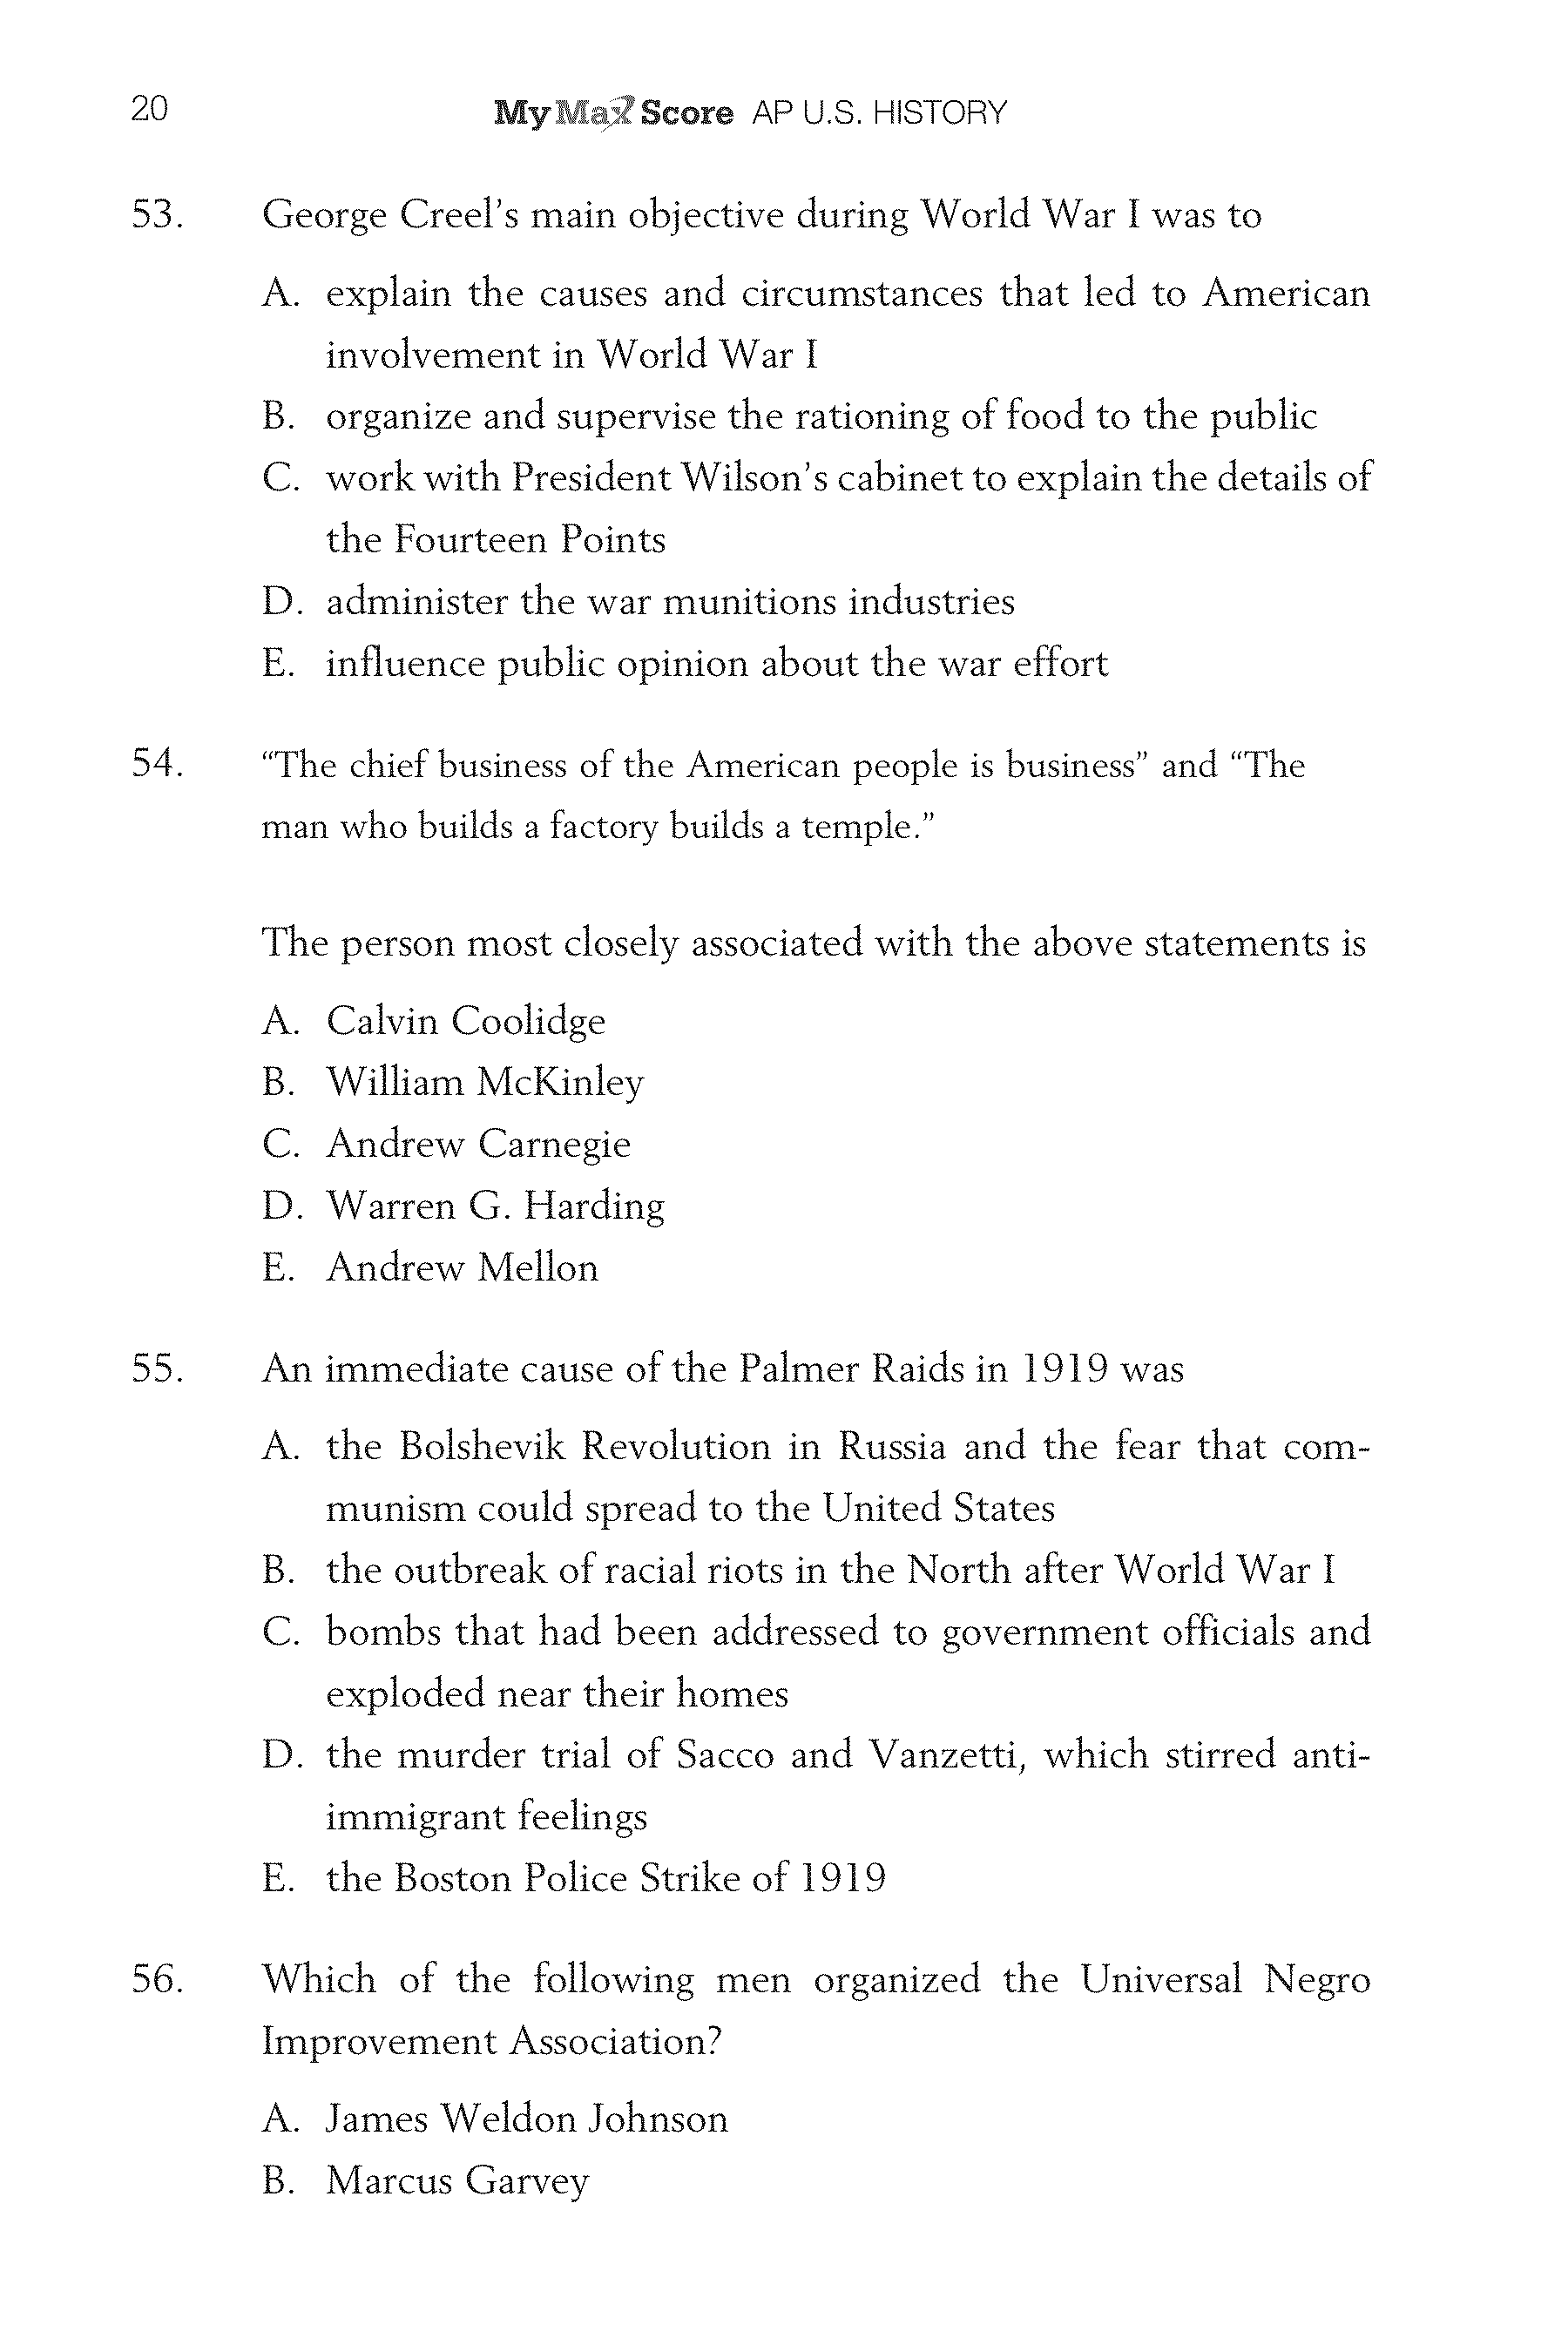 20
MyMaxScore AP U.S. HISTORY
53. George Creel’s main objective during World War I was to
A. explain the causes and circumstances that led to American
involvement in World War I
B. organize and supervise the rationing of food to the public
C. work with President Wilson’s cabinet to explain the details of
the Fourteen Points
D. administer the war munitions industries
E. influence public opinion about the war effort
54. “The chief business of the American people is business” and “The
man who builds a factory builds a temple.”
The person most closely associated with the above statements is
A. Calvin Coolidge
B. William McKinley
C. Andrew Carnegie
D. Warren G. Harding
E. Andrew Mellon
55. An immediate cause of the Palmer Raids in 1919 was
A. the Bolshevik Revolution in Russia and the fear that com-
munism could spread to the United States
B. the outbreak of racial riots in the North after World War I
C. bombs that had been addressed to government officials and
exploded near their homes
D. the murder trial of Sacco and Vanzetti, which stirred anti-
immigrant feelings
E. the Boston Police Strike of 1919
56. Which of the following men organized the Universal Negro
Improvement Association?
A. James Weldon Johnson
B. Marcus Garvey